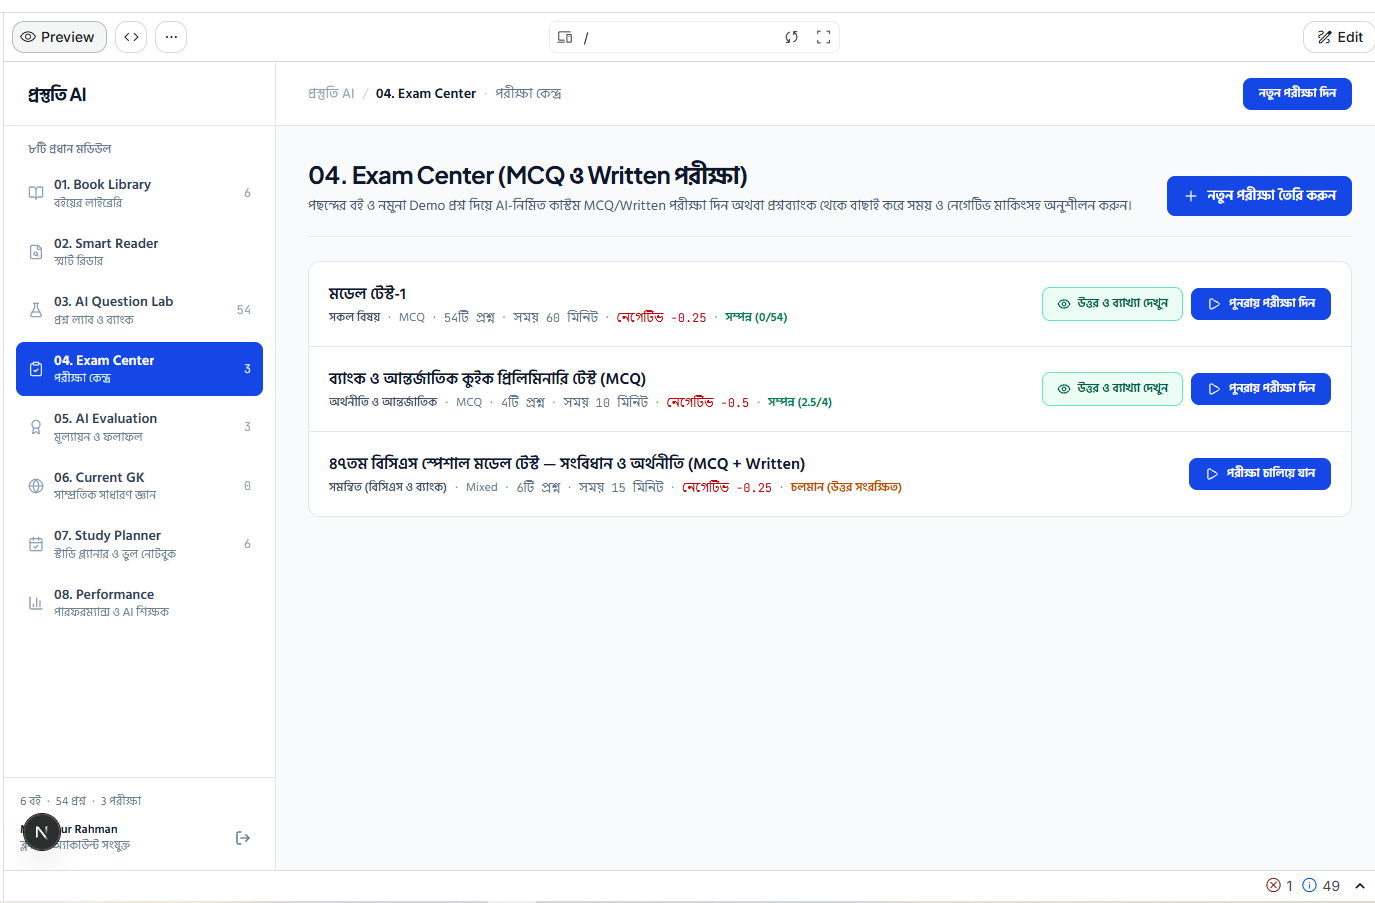 Preview
/
Edit
প্রস্তুতি AI
প্রস্তুতি AI / 04. Exam Center · পরীক্ষা কেন্দ্র
নতুন পরীক্ষা দিন
৮টি প্রধান মডিউল
01. Book Library
বইয়ের লাইব্রেরি
6
02. Smart Reader
স্মার্ট রিডার
03. AI Question Lab
প্রশ্ন ল্যাব ও ব্যাংক
54
04. Exam Center
পরীক্ষা কেন্দ্র
3
05. AI Evaluation
মূল্যায়ন ও ফলাফল
3
06. Current GK
সাম্প্রতিক সাধারণ জ্ঞান
0
07. Study Planner
স্টাডি প্ল্যানার ও ভুল নোটবুক
6
08. Performance
পারফরম্যান্স ও AI শিক্ষক
6 বই · 54 প্রশ্ন · 3 পরীক্ষা
N
ur Rahman
অ্যাকাউন্ট সংযুক্ত
04. Exam Center (MCQ ও Written পরীক্ষা)
পছন্দের বই ও নমুনা Demo প্রশ্ন দিয়ে AI-নির্মিত কাস্টম MCQ/Written পরীক্ষা দিন অথবা প্রশ্নব্যাংক থেকে বাছাই করে সময় ও নেগেটিভ মার্কিংসহ অনুশীলন করুন।
+ নতুন পরীক্ষা তৈরি করুন
মডেল টেস্ট-1
সকল বিষয় · MCQ · 54টি প্রশ্ন · সময় 60 মিনিট · নেগেটিভ -0.25 · সম্পন্ন (0/54)
উত্তর ও ব্যাখ্যা দেখুন
পুনরায় পরীক্ষা দিন
ব্যাংক ও আন্তর্জাতিক কুইক প্রিলিমিনারি টেস্ট (MCQ)
অর্থনীতি ও আন্তর্জাতিক · MCQ · 4টি প্রশ্ন · সময় 10 মিনিট · নেগেটিভ -0.5 · সম্পন্ন (2.5/4)
উত্তর ও ব্যাখ্যা দেখুন
পুনরায় পরীক্ষা দিন
৪৭তম বিসিএস স্পেশাল মডেল টেস্ট — সংবিধান ও অর্থনীতি (MCQ + Written)
সমন্বিত (বিসিএস ও ব্যাংক) · Mixed · 6টি প্রশ্ন · সময় 15 মিনিট · নেগেটিভ -0.25 · চলমান (উত্তর সংরক্ষিত)
পরীক্ষা চালিয়ে যান
1 49